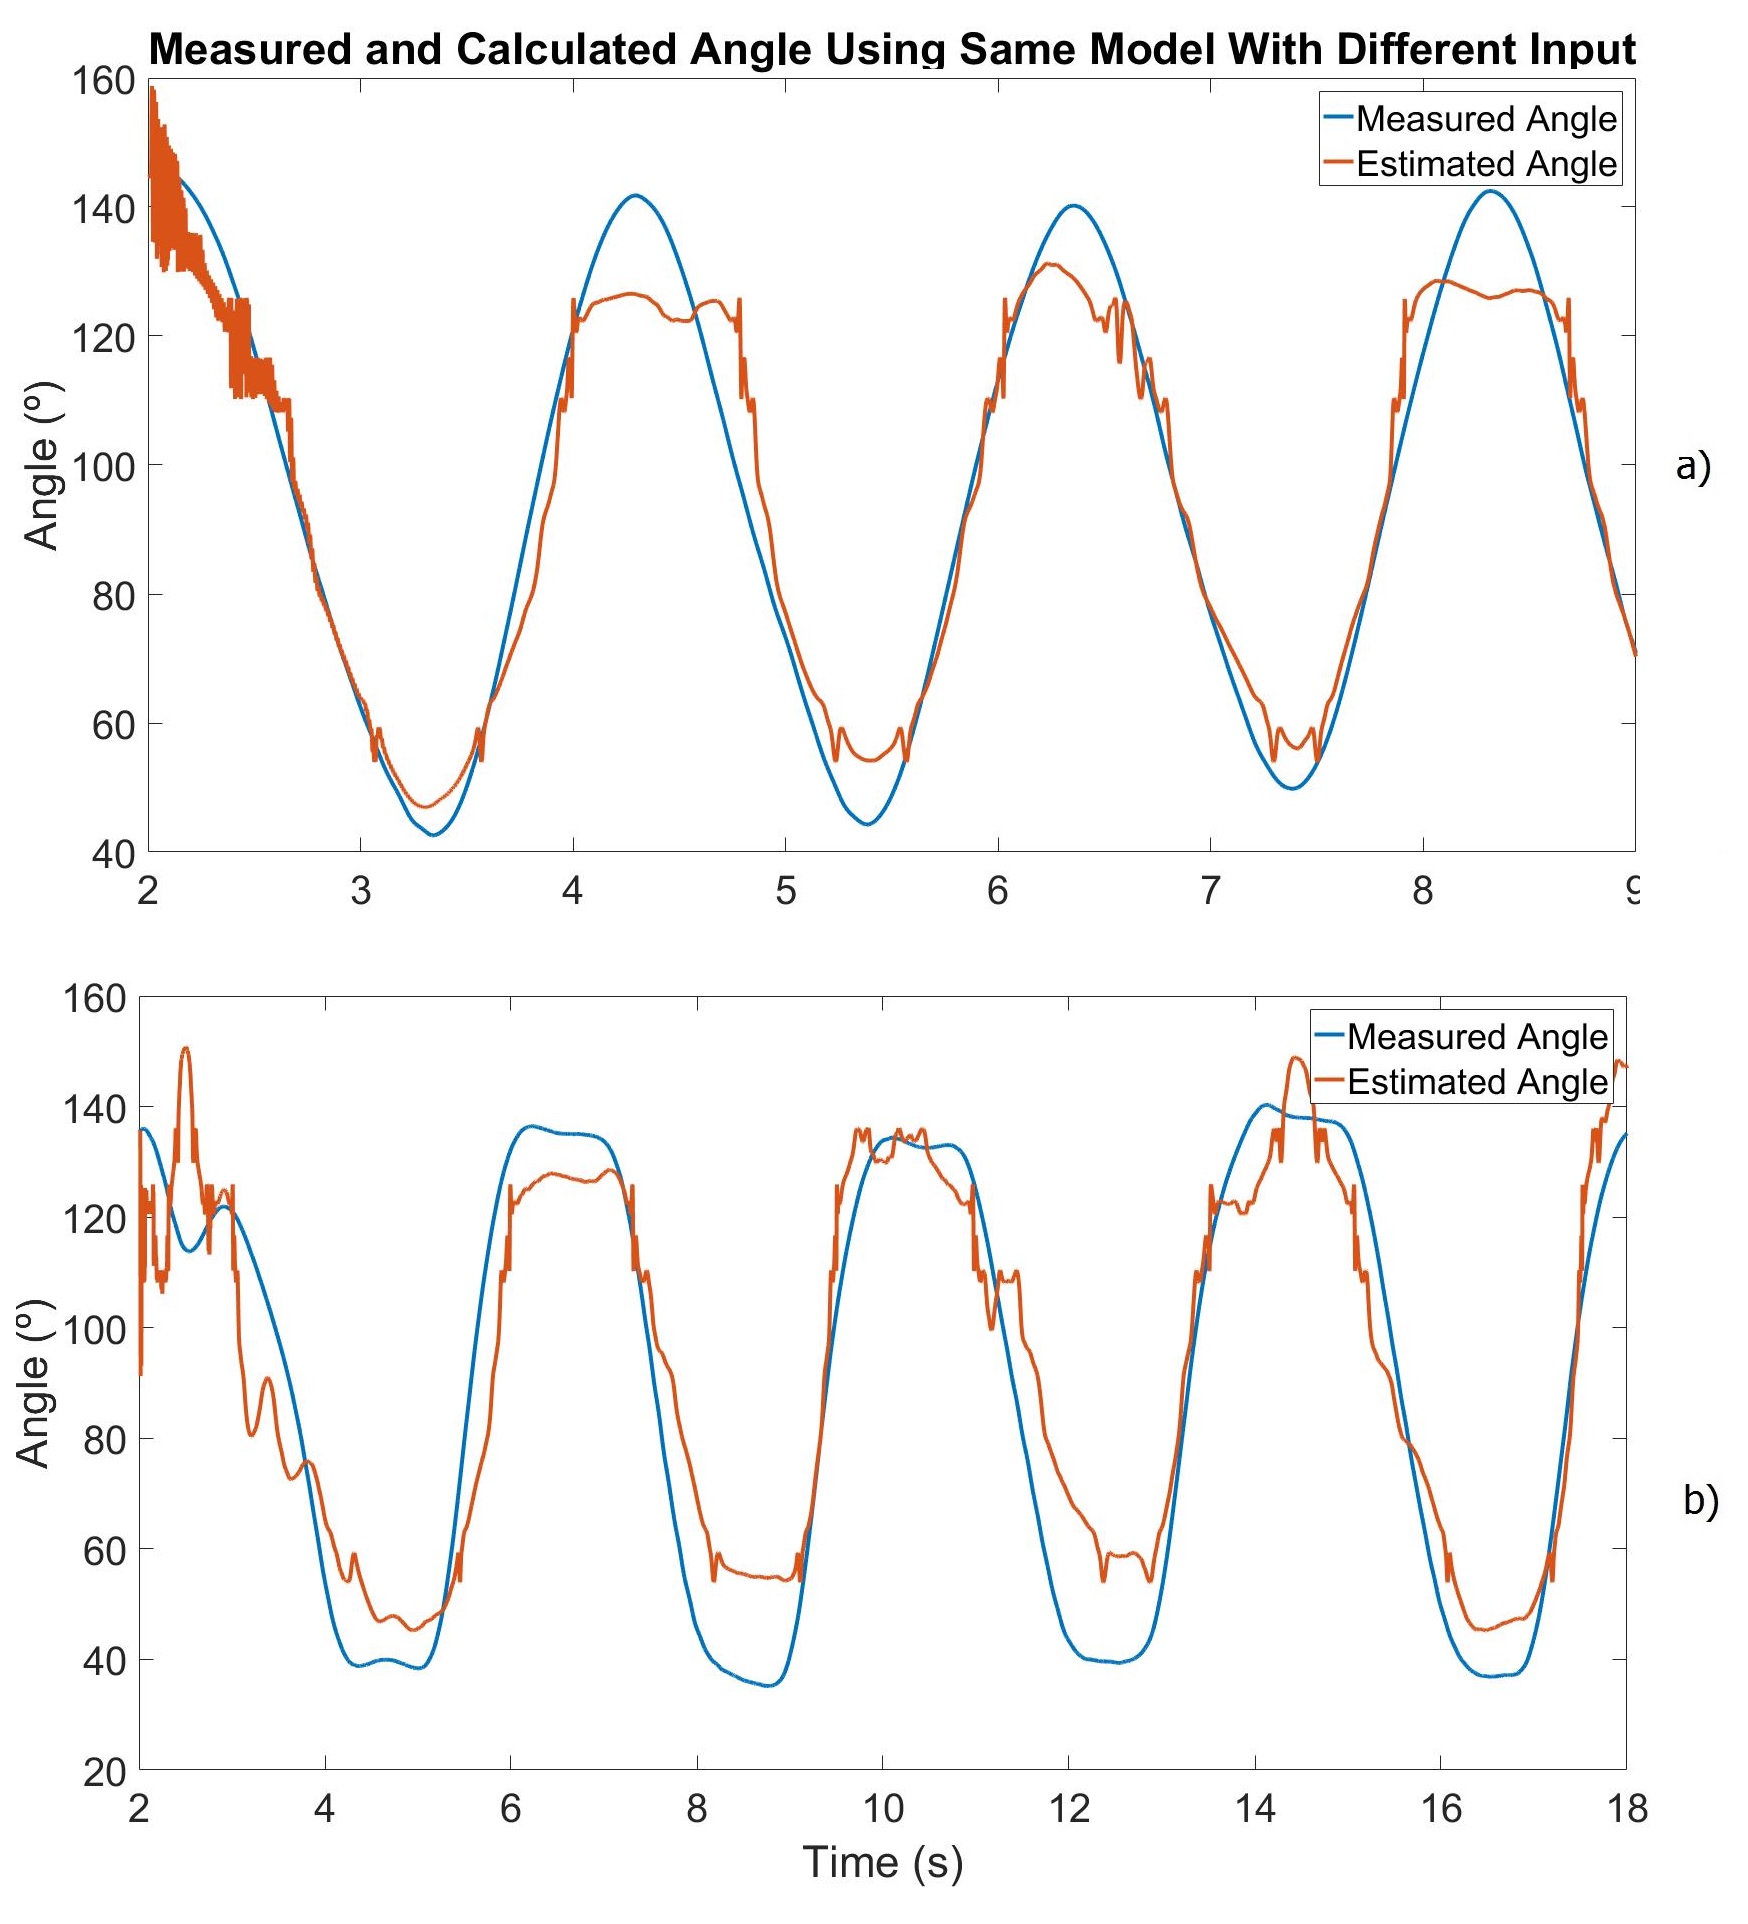 Measured and Calculated Angle Using Same Model With Different Input
160
140
120
100
80
60
40
Angle (º)
Measured Angle
Estimated Angle
2 3 4 5 6 7 8 9
a)
160
140
120
100
80
60
40
20
Angle (º)
Measured Angle
Estimated Angle
2 4 6 8 10 12 14 16 18
Time (s)
b)